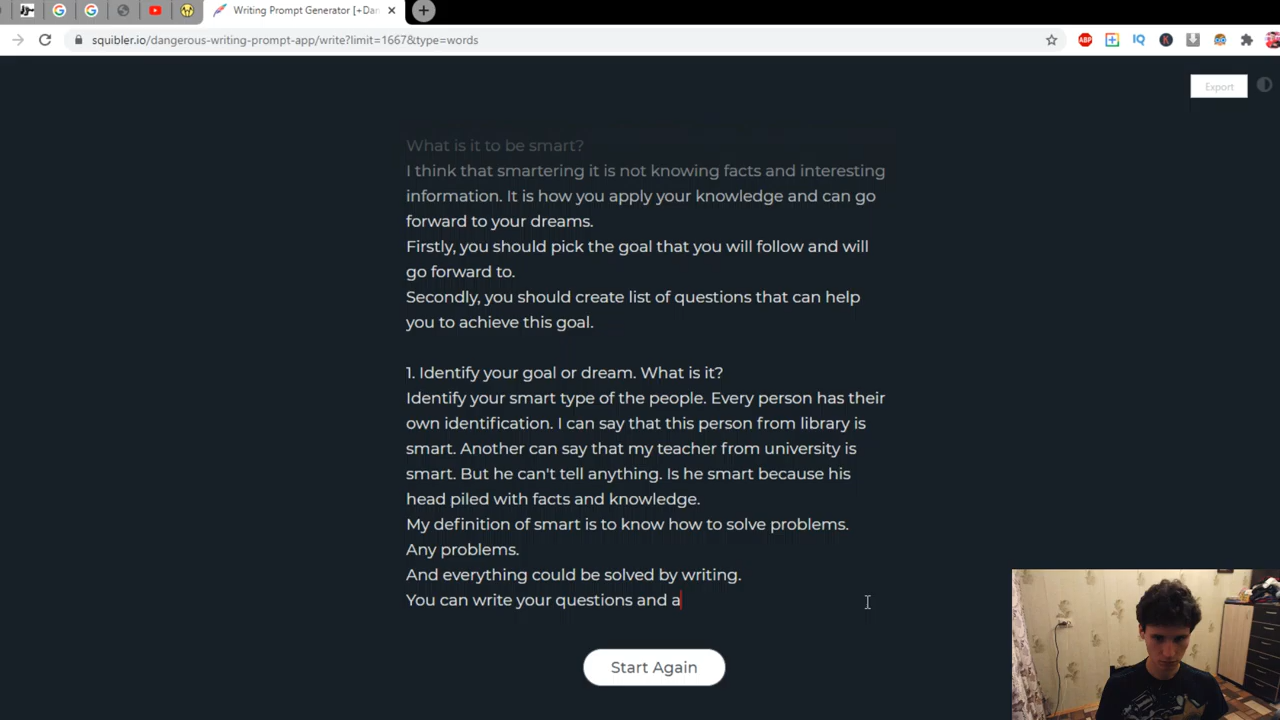 Writing Prompt Generator [+Dan
squibler.io/dangerous-writing-prompt-app/write?limit=1667&type=words
ABP
IQ
K
Export
What is it to be smart?
I think that smartering it is not knowing facts and interesting
information. It is how you apply your knowledge and can go
forward to your dreams.
Firstly, you should pick the goal that you will follow and will
go forward to.
Secondly, you should create list of questions that can help
you to achieve this goal.
1. Identify your goal or dream. What is it?
Identify your smart type of the people. Every person has their
own identification. I can say that this person from library is
smart. Another can say that my teacher from university is
smart. But he can't tell anything. Is he smart because his
head piled with facts and knowledge.
My definition of smart is to know how to solve problems.
Any problems.
And everything could be solved by writing.
You can write your questions and a
Start Again